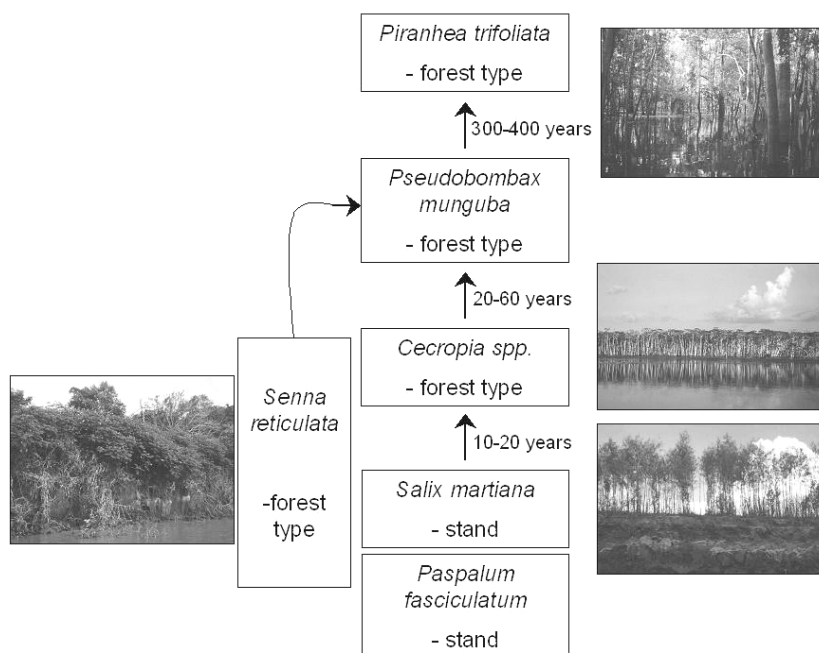 Piranhea trifoliata
- forest type
300-400 years
Pseudobombax
munguba
- forest type
20-60 years
Cecropia spp.
- forest type
Senna
reticulata
-forest
type
10-20 years
Salix martiana
- stand
Paspalum
fasciculatum
- stand